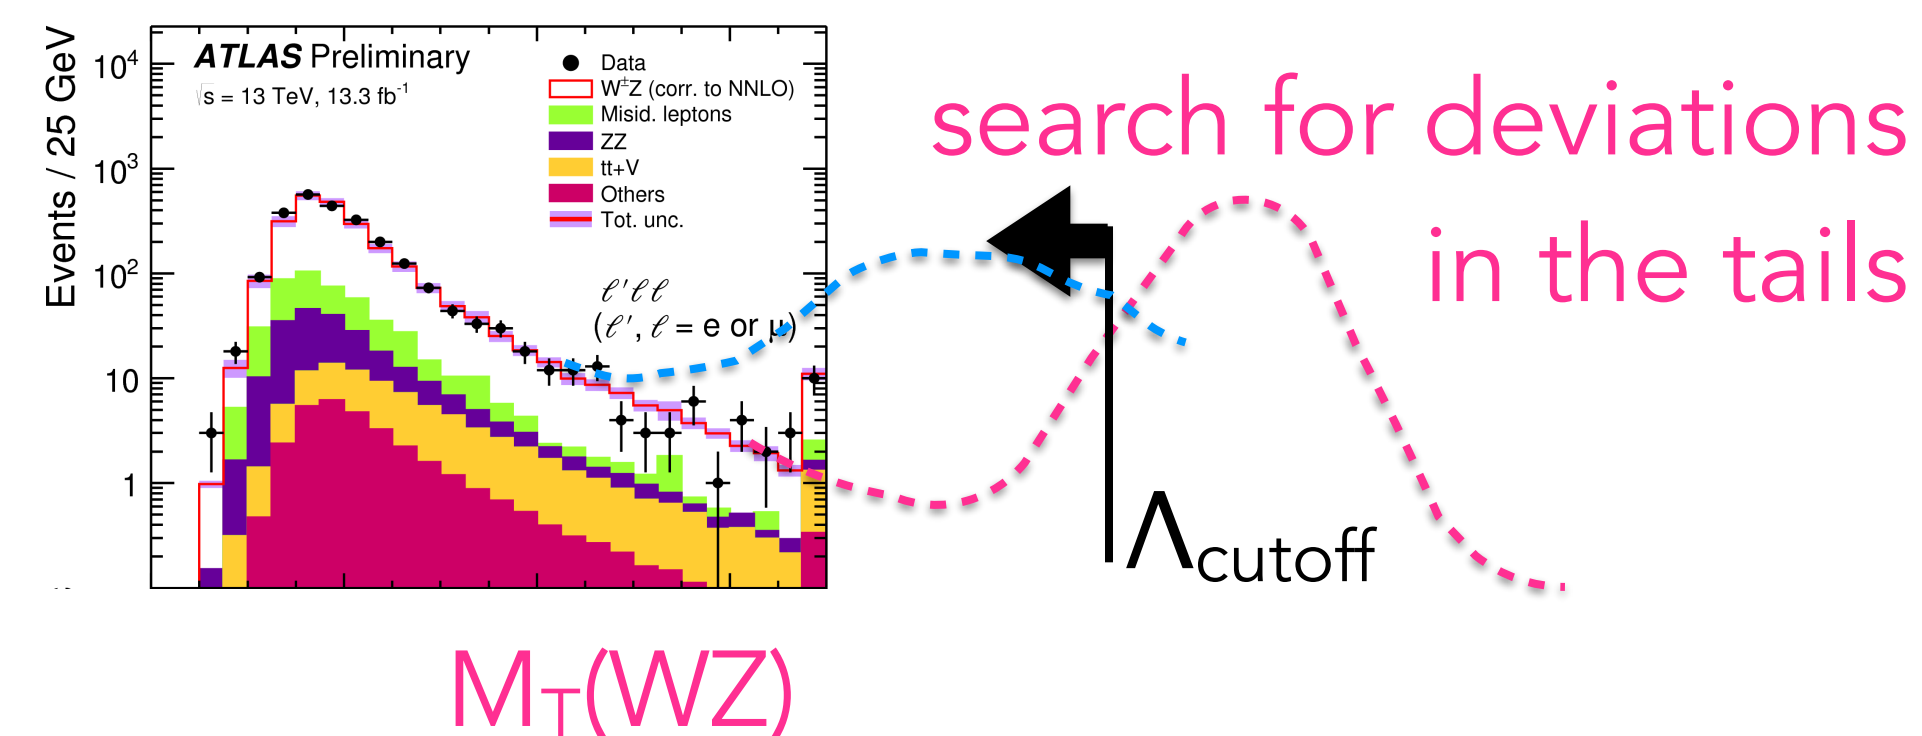 ATLAS Preliminary
√s = 13 TeV, 13.3 fb⁻¹
Events / 25 GeV
10⁴
10³
10²
10
1
Data
W±Z (corr. to NNLO)
Misid. leptons
ZZ
tt+V
Others
Tot. unc.
ℓ'ℓℓ
(ℓ', ℓ = e or μ)
search for deviations
in the tails
Λcutoff
M_T(WZ)